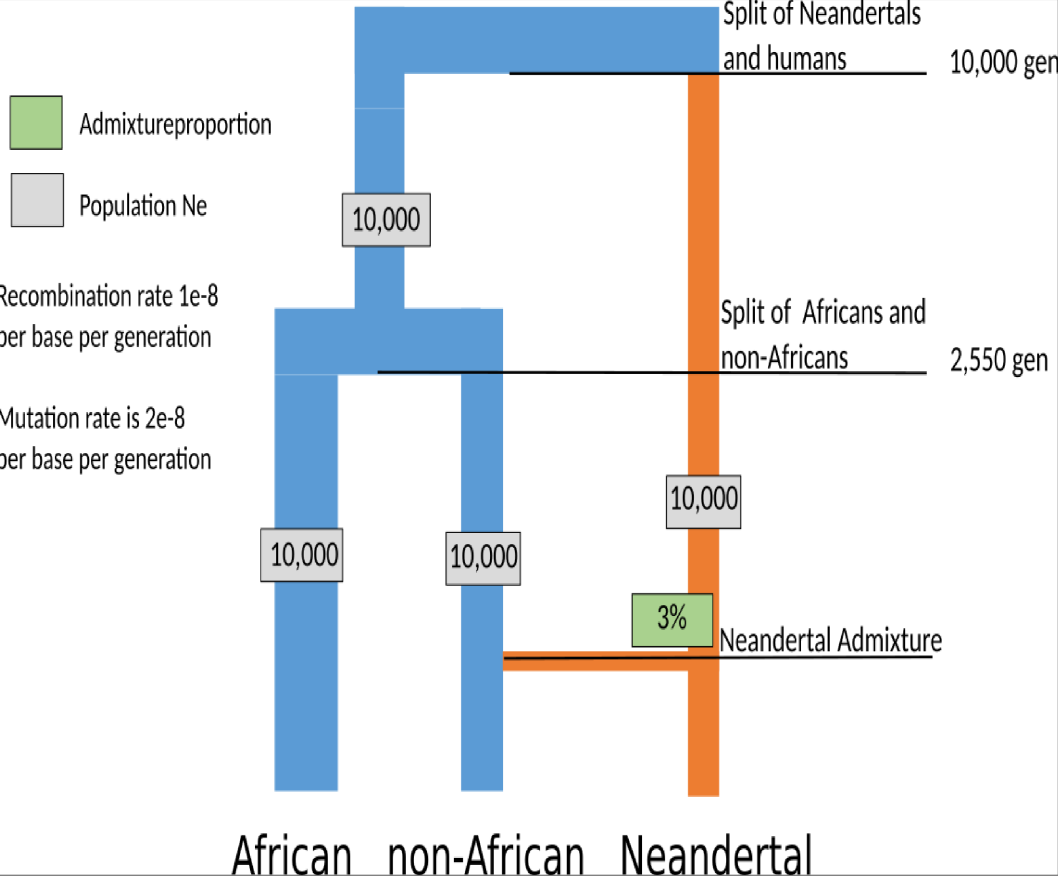 Split of Neandertals
and humans
10,000 gen
Admixtureproportion
Population Ne
10,000
Recombination rate 1e-8
per base per generation
Split of Africans and
non-Africans
2,550 gen
Mutation rate is 2e-8
per base per generation
10,000
10,000
10,000
3%
Neandertal Admixture
African non-African Neandertal